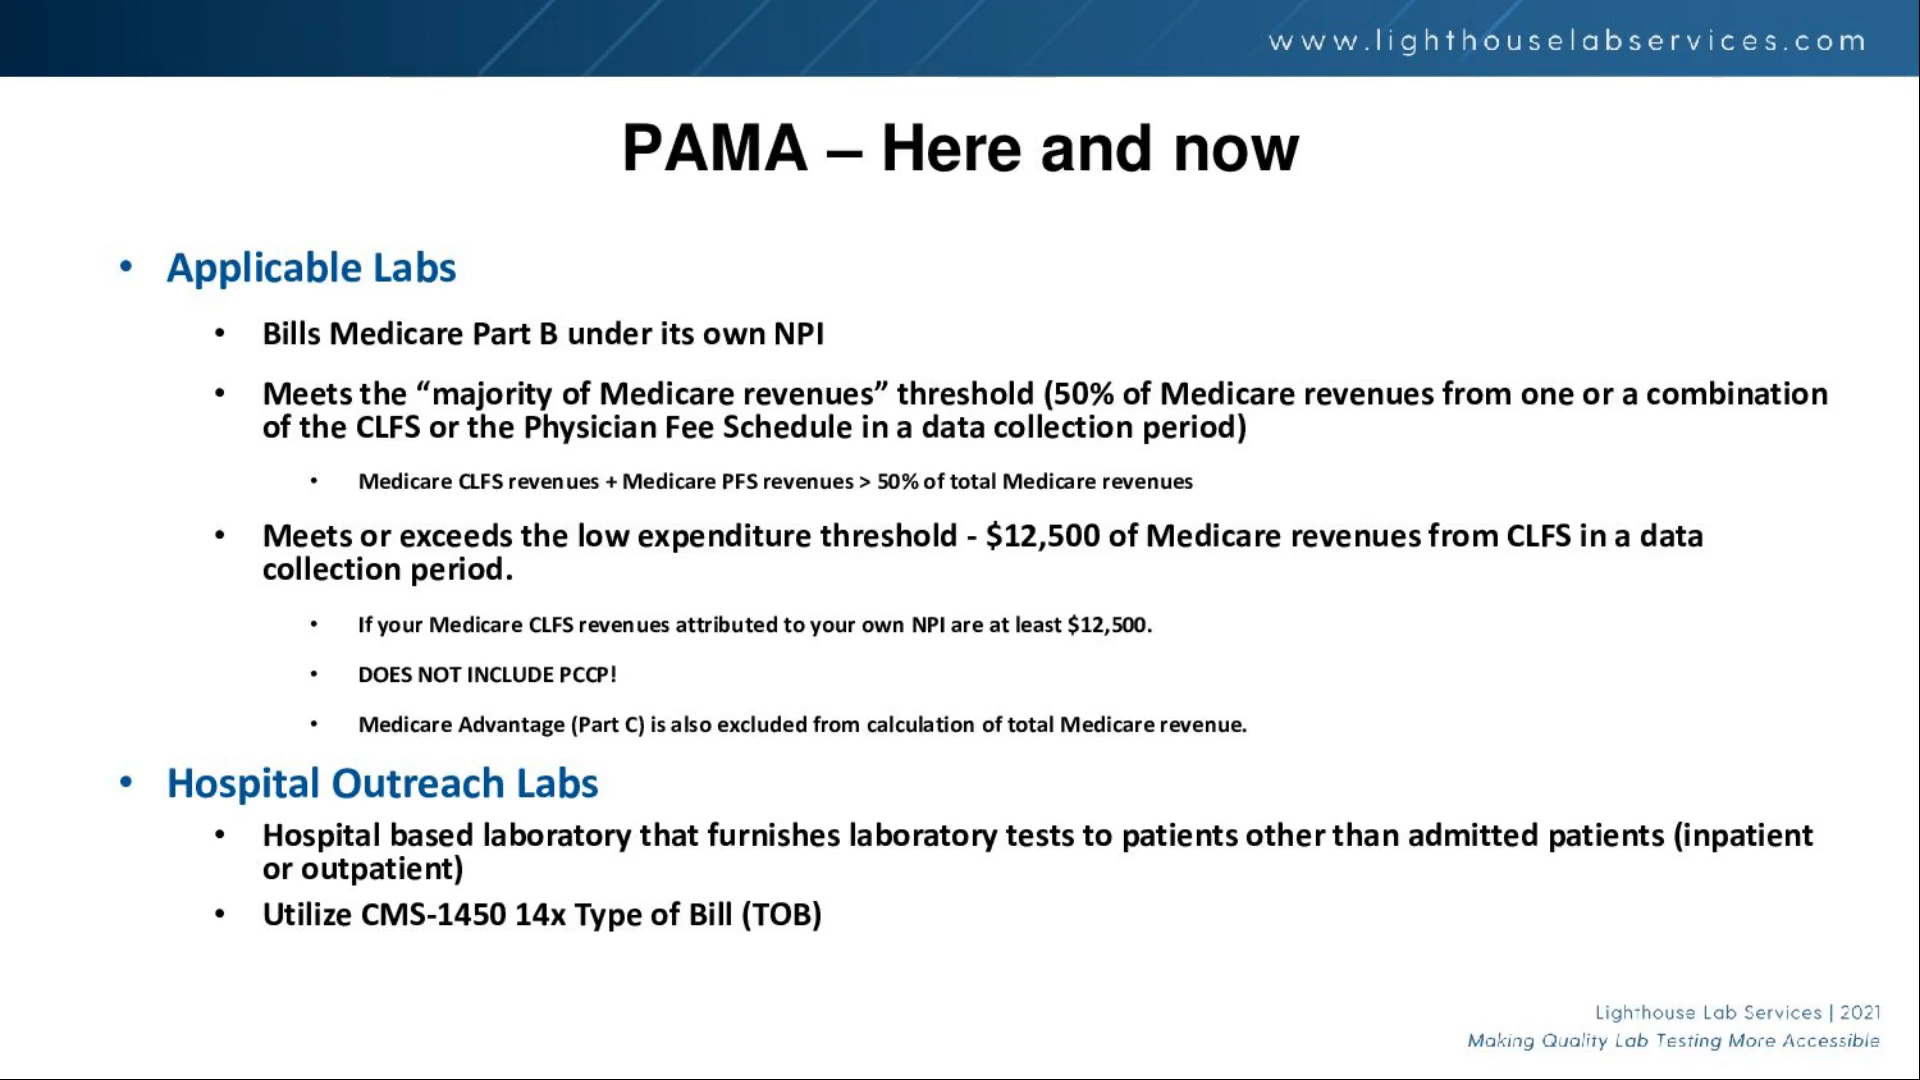 www.lighthouselabservices.com
PAMA – Here and now
• Applicable Labs
• Bills Medicare Part B under its own NPI
• Meets the “majority of Medicare revenues” threshold (50% of Medicare revenues from one or a combination
of the CLFS or the Physician Fee Schedule in a data collection period)
• Medicare CLFS revenues + Medicare PFS revenues > 50% of total Medicare revenues
• Meets or exceeds the low expenditure threshold - $12,500 of Medicare revenues from CLFS in a data
collection period.
• If your Medicare CLFS revenues attributed to your own NPI are at least $12,500.
• DOES NOT INCLUDE PCCP!
• Medicare Advantage (Part C) is also excluded from calculation of total Medicare revenue.
• Hospital Outreach Labs
• Hospital based laboratory that furnishes laboratory tests to patients other than admitted patients (inpatient
or outpatient)
• Utilize CMS-1450 14x Type of Bill (TOB)
Lighthouse Lab Services | 2021
Making Quality Lab Testing More Accessible